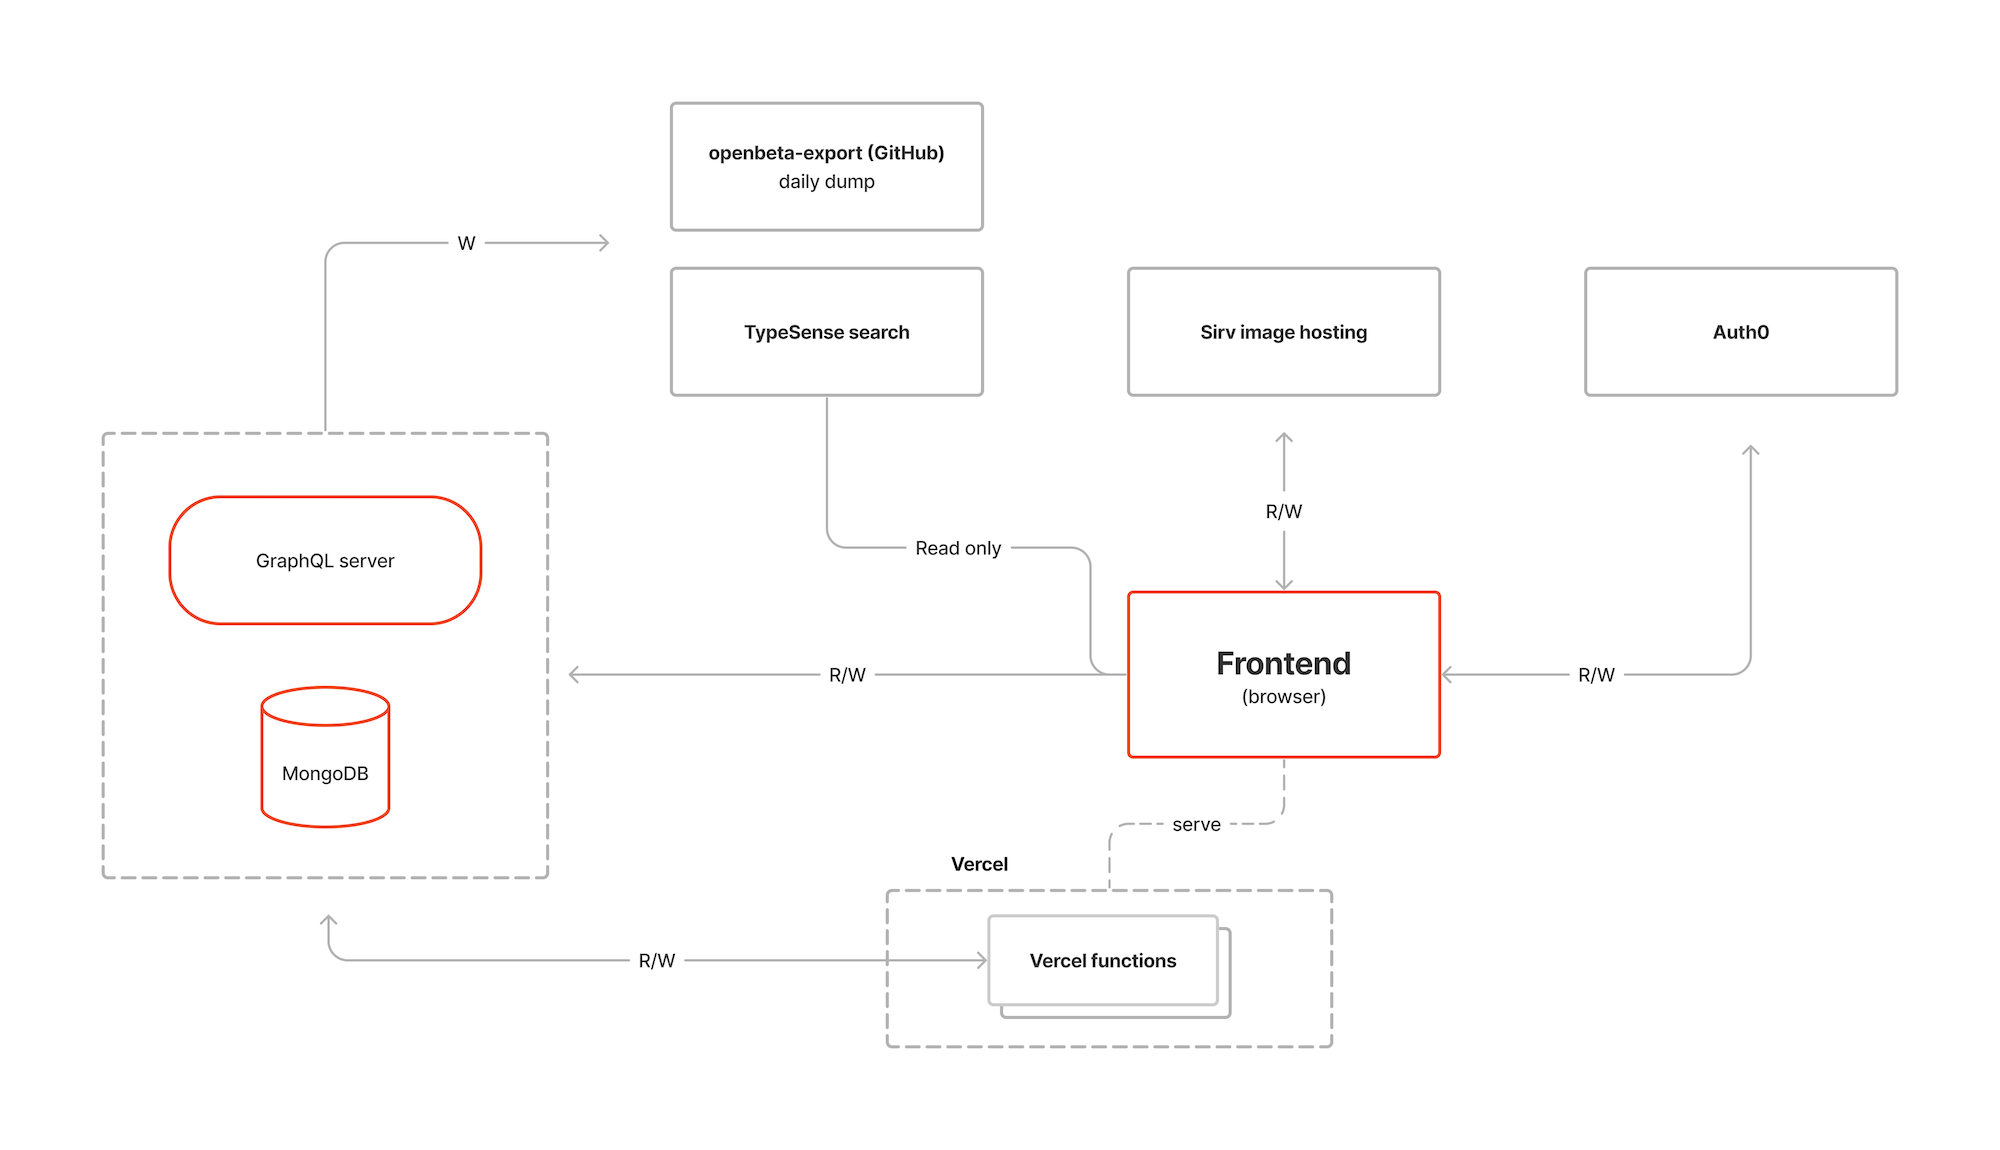 openbeta-export (GitHub)
daily dump
W
TypeSense search
Sirv image hosting
Auth0
R/W
Read only
GraphQL server
Frontend
(browser)
R/W
R/W
MongoDB
serve
Vercel
R/W
Vercel functions